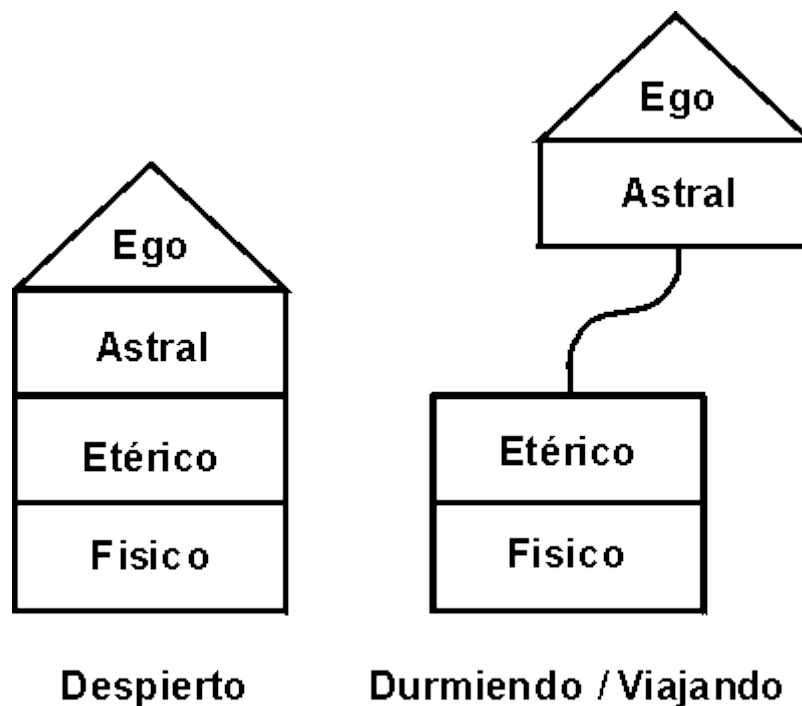 Ego
Astral
Etérico
Fisico
Despierto
Ego
Astral
Etérico
Fisico
Durmiendo / Viajando